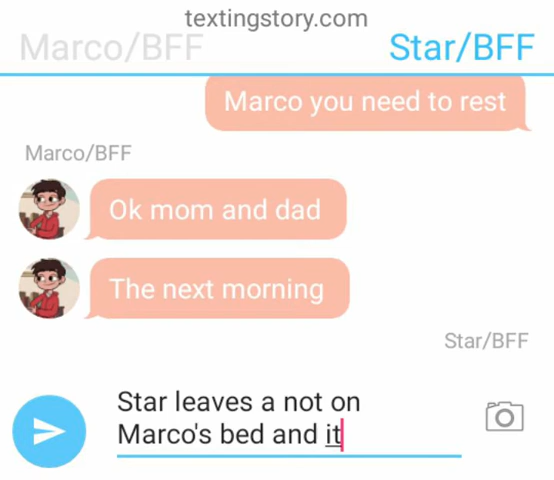 textingstory.com
Marco/BFF
Star/BFF
Marco you need to rest
Marco/BFF
Ok mom and dad
The next morning
Star/BFF
Star leaves a not on
Marco's bed and it